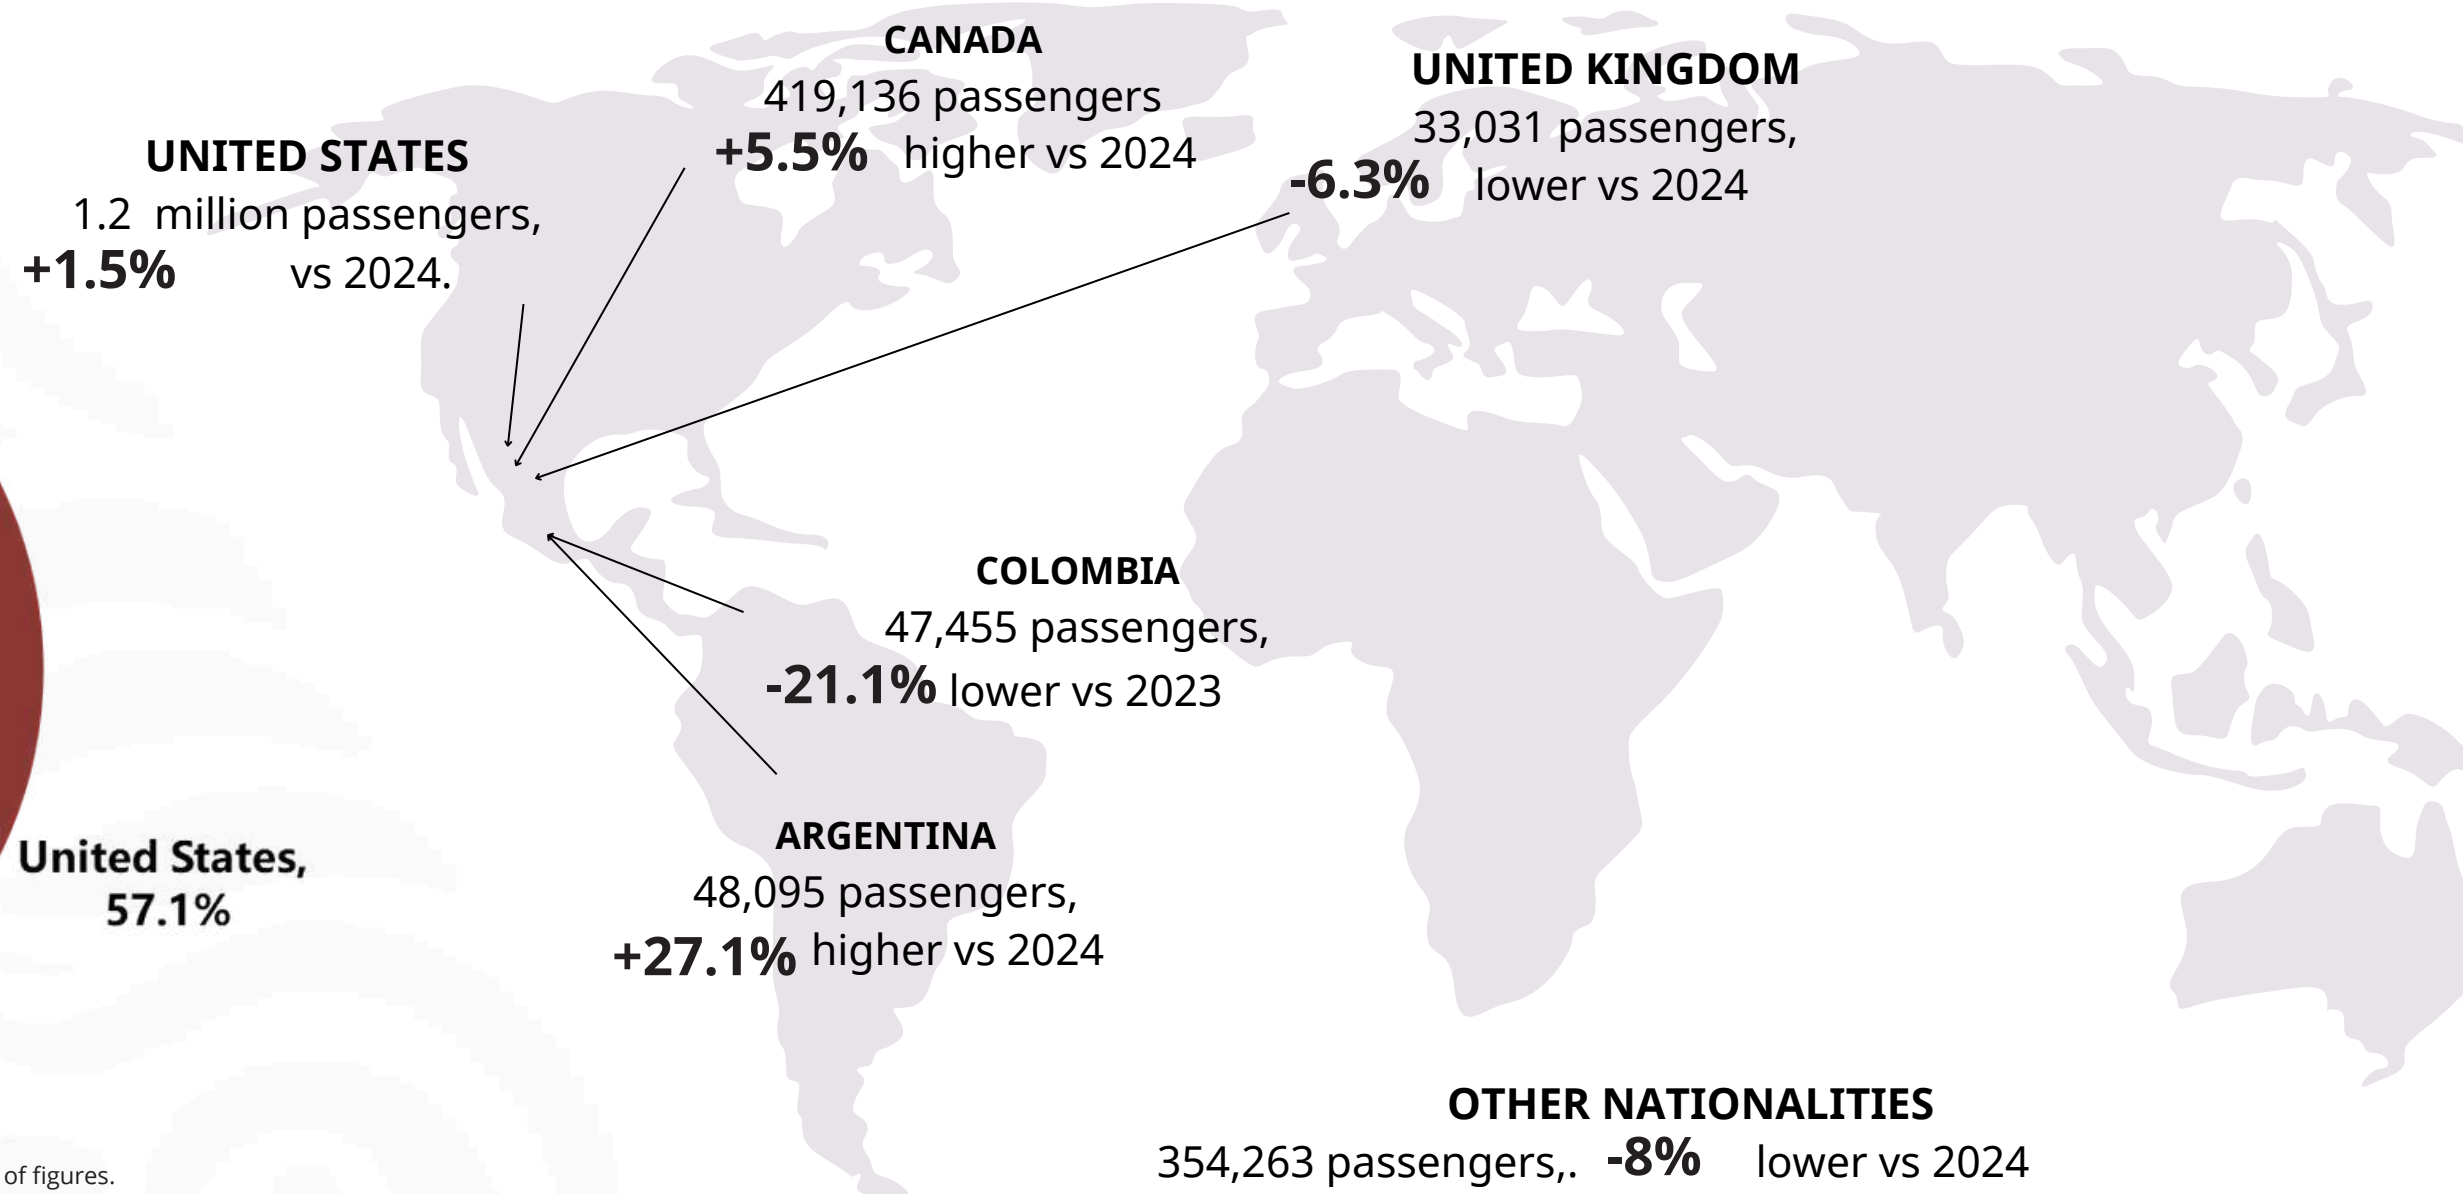 CANADA
419,136 passengers
+5.5% higher vs 2024
UNITED KINGDOM
33,031 passengers,
-6.3% lower vs 2024
UNITED STATES
1.2 million passengers,
+1.5% vs 2024.
COLOMBIA
47,455 passengers,
-21.1% lower vs 2023
ARGENTINA
48,095 passengers,
+27.1% higher vs 2024
United States,
57.1%
OTHER NATIONALITIES
354,263 passengers,. -8% lower vs 2024
of figures.